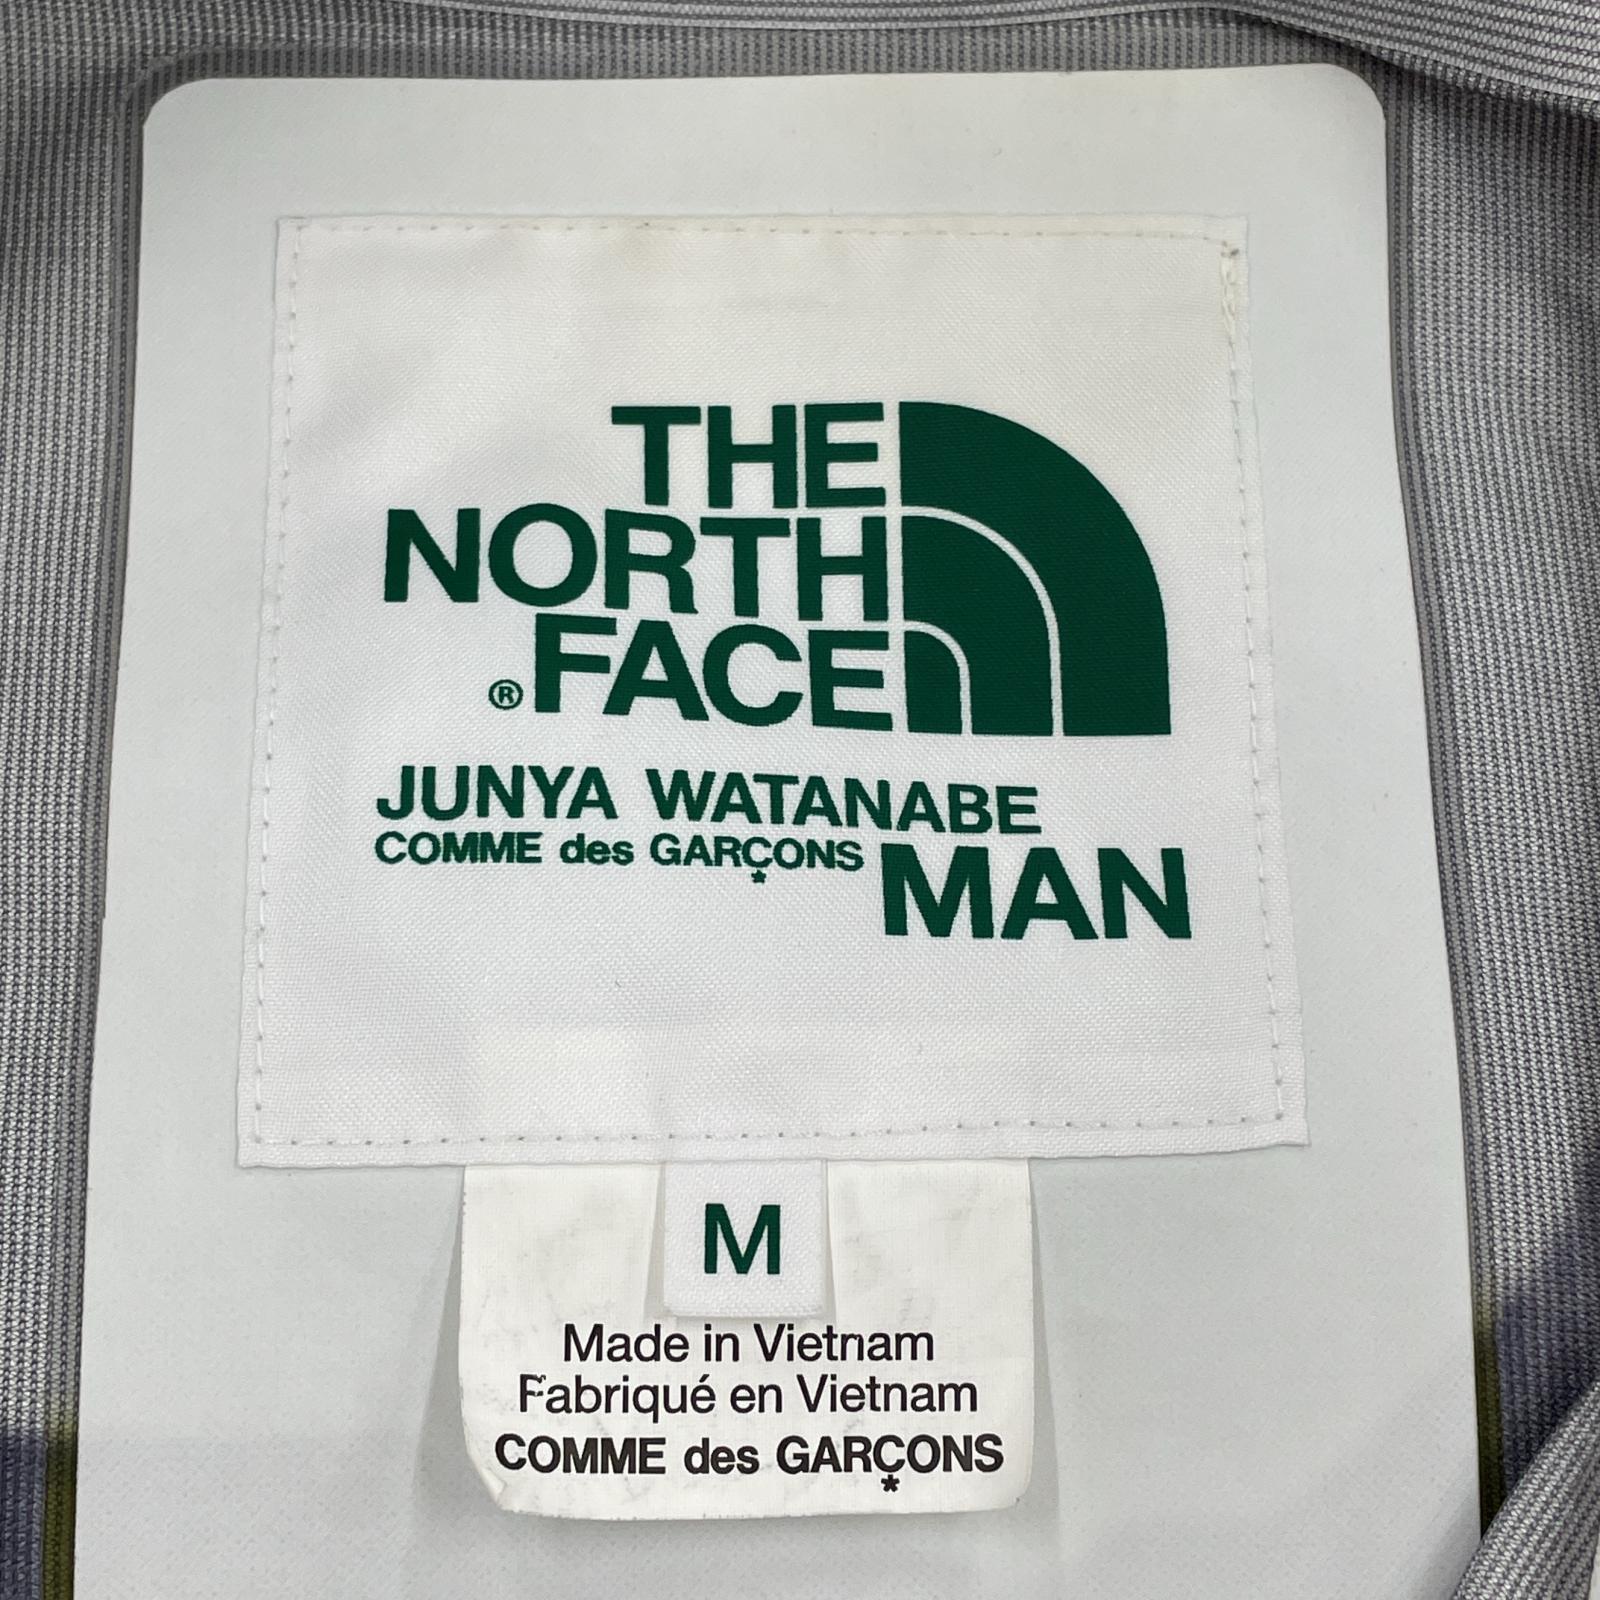 THE
NORTH
® FACE
JUNYA WATANABE
COMME des GARÇONS MAN
M
Made in Vietnam
Fabriqué en Vietnam
COMME des GARÇONS